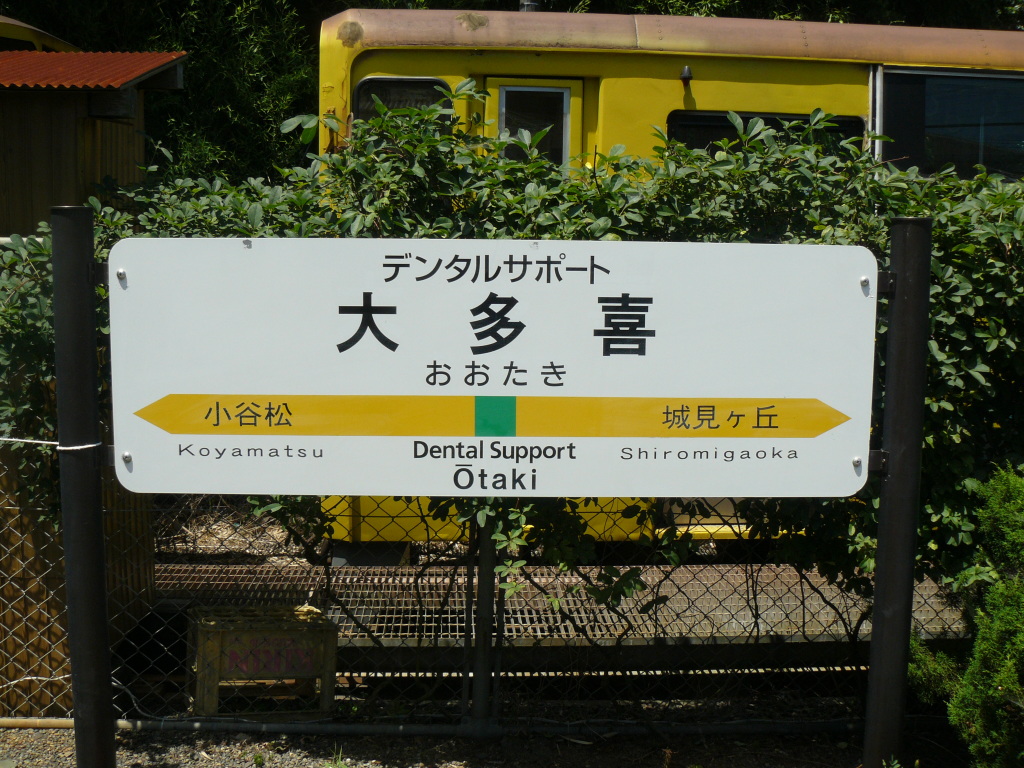 デンタルサポート
大多喜
おおたき
小谷松 城見ヶ丘
Koyamatsu Dental Support Shiromigaoka
Ōtaki